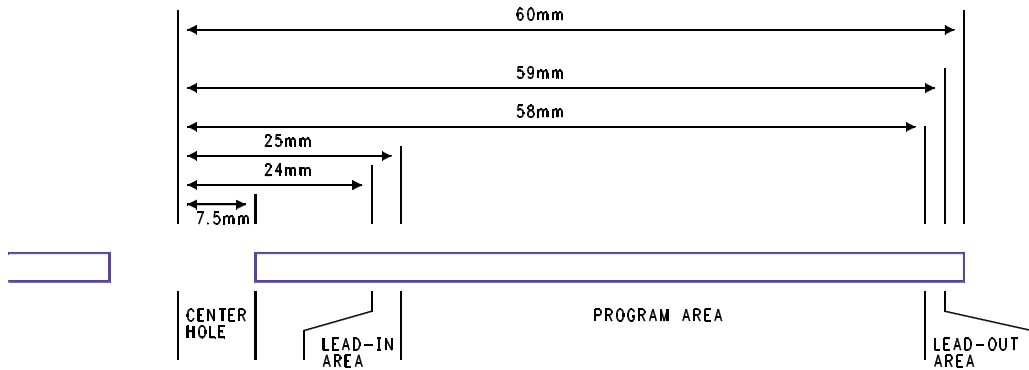 60mm
59mm
58mm
25mm
24mm
7.5mm
CENTER
HOLE
LEAD-IN
AREA
PROGRAM AREA
LEAD-OUT
AREA